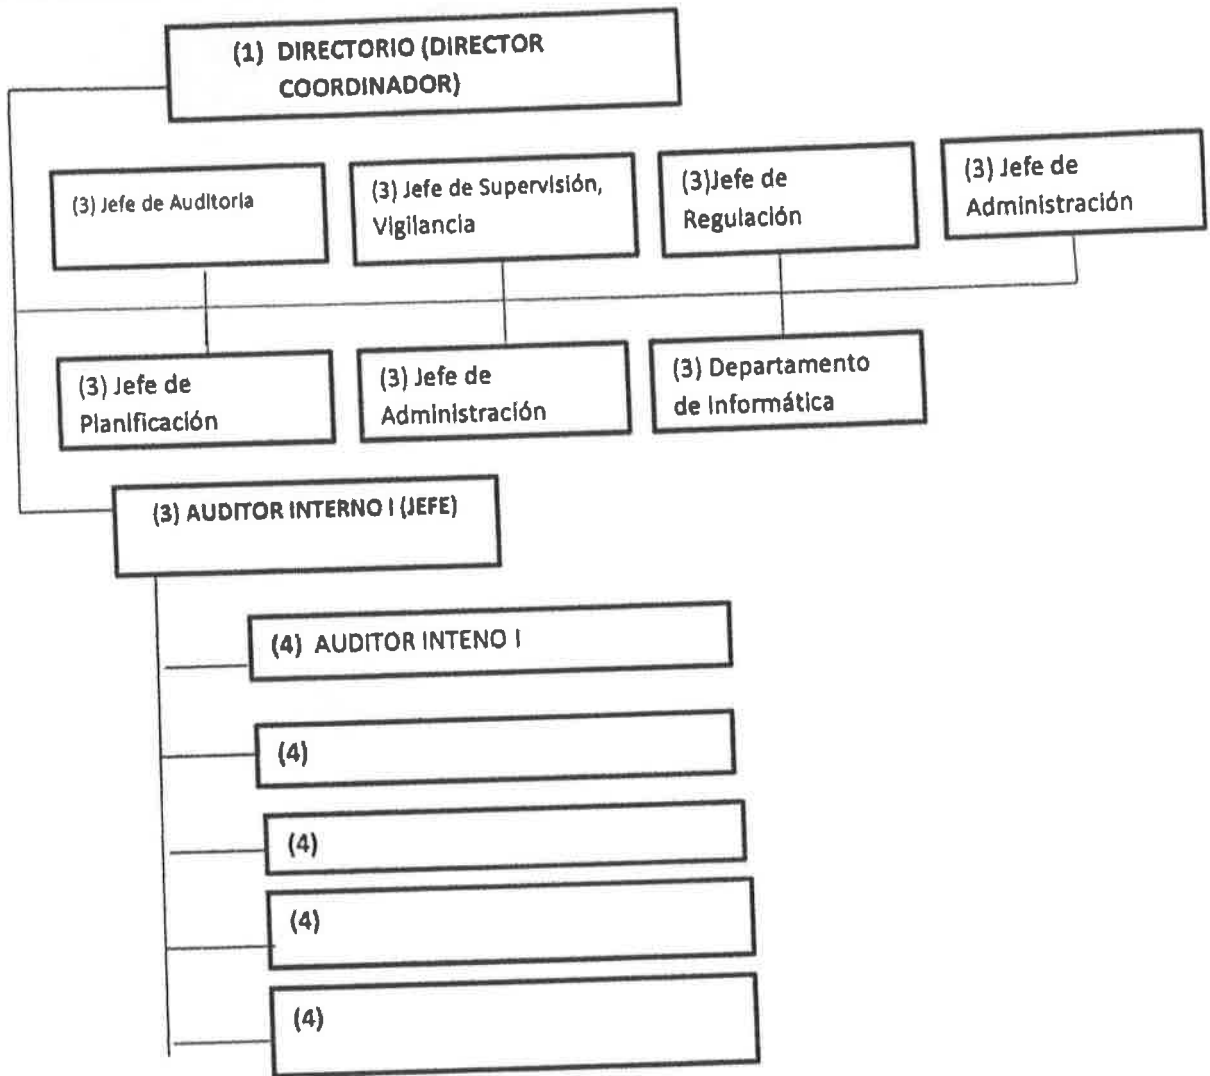 (1) DIRECTORIO (DIRECTOR
COORDINADOR)
(3) Jefe de Auditoria
(3) Jefe de Supervisión,
Vigilancia
(3)Jefe de
Regulación
(3) Jefe de
Administración
(3) Jefe de
Planificación
(3) Jefe de
Administración
(3) Departamento
de Informática
(3) AUDITOR INTERNO I (JEFE)
(4) AUDITOR INTENO I
(4)
(4)
(4)
(4)